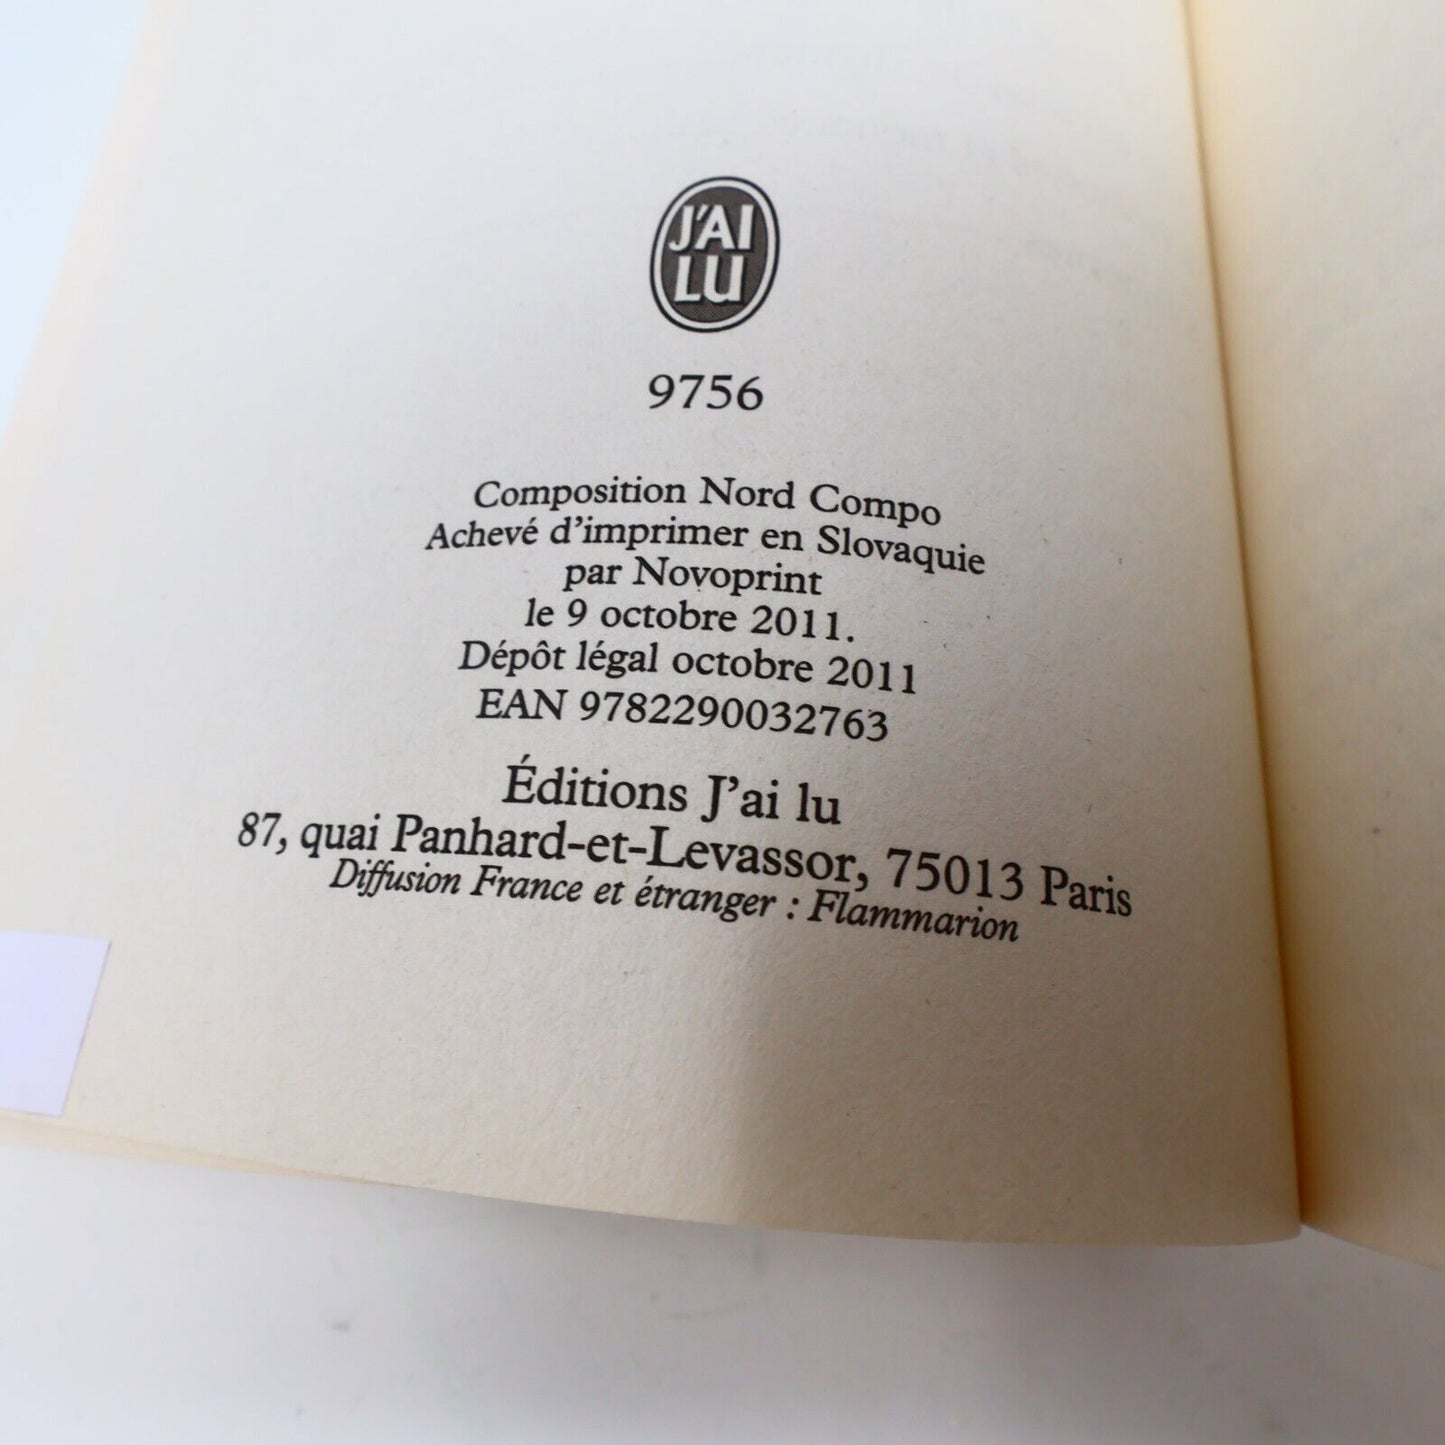 J'AI
LU
9756
Composition Nord Compo
Achevé d'imprimer en Slovaquie
par Novoprint
le 9 octobre 2011.
Dépôt légal octobre 2011
EAN 9782290032763
Éditions J'ai lu
87, quai Panhard-et-Levassor, 75013 Paris
Diffusion France et étranger : Flammarion